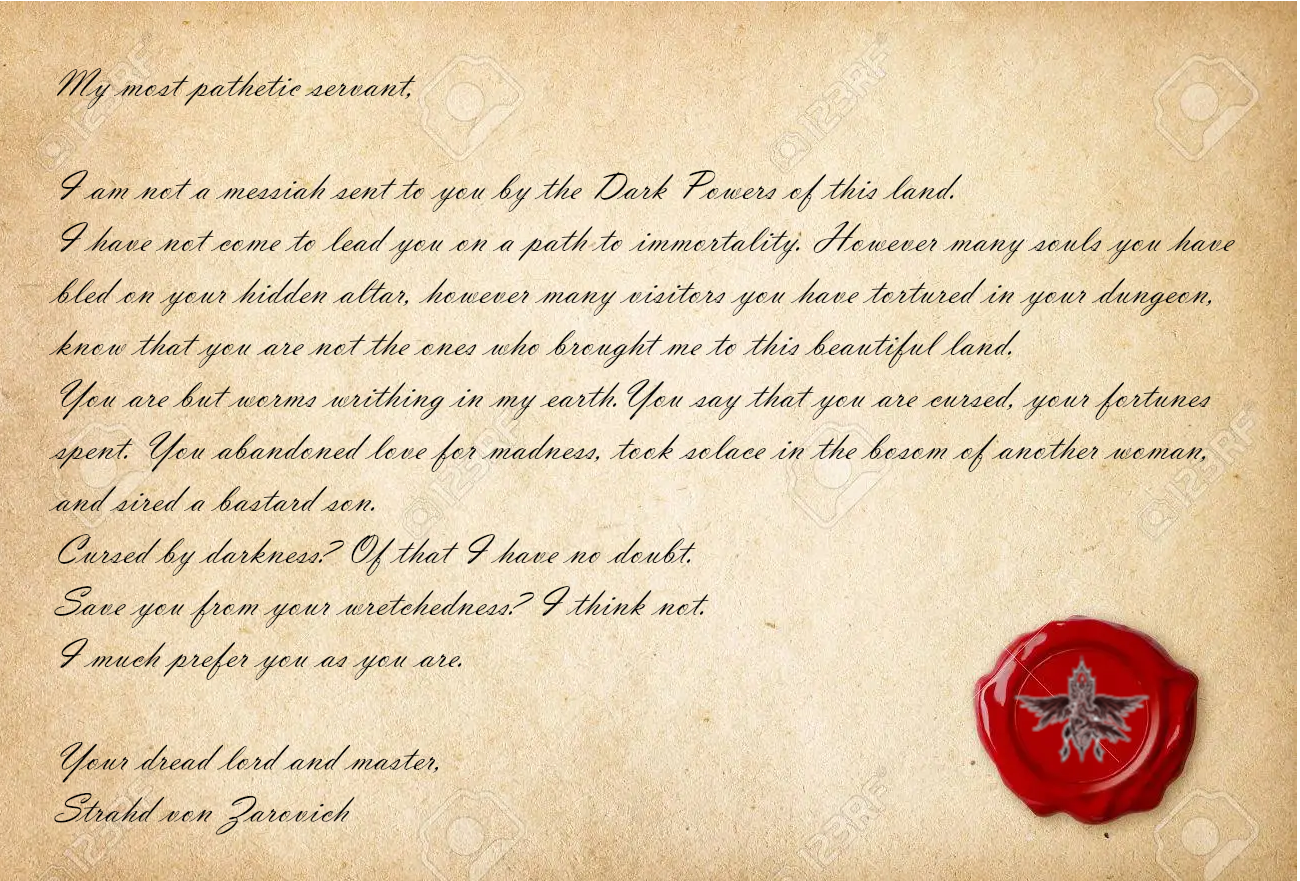 My most pathetic servant,
I am not a messiah sent to you by the Dark Powers of this land.
I have not come to lead you on a path to immortality. However many souls you have
bled on your hidden altar, however many visitors you have tortured in your dungeon,
know that you are not the ones who brought me to this beautiful land.
You are but worms writhing in my earth. You say that you are cursed, your fortunes
spent. You abandoned love for madness, took solace in the bosom of another woman,
and sired a bastard son.
Cursed by darkness? Of that I have no doubt.
Save you from your wretchedness? I think not.
I much prefer you as you are.
Your dread lord and master,
Strahd von Zarovich
123RF
123RF
123RF
123RF
123RF
123RF